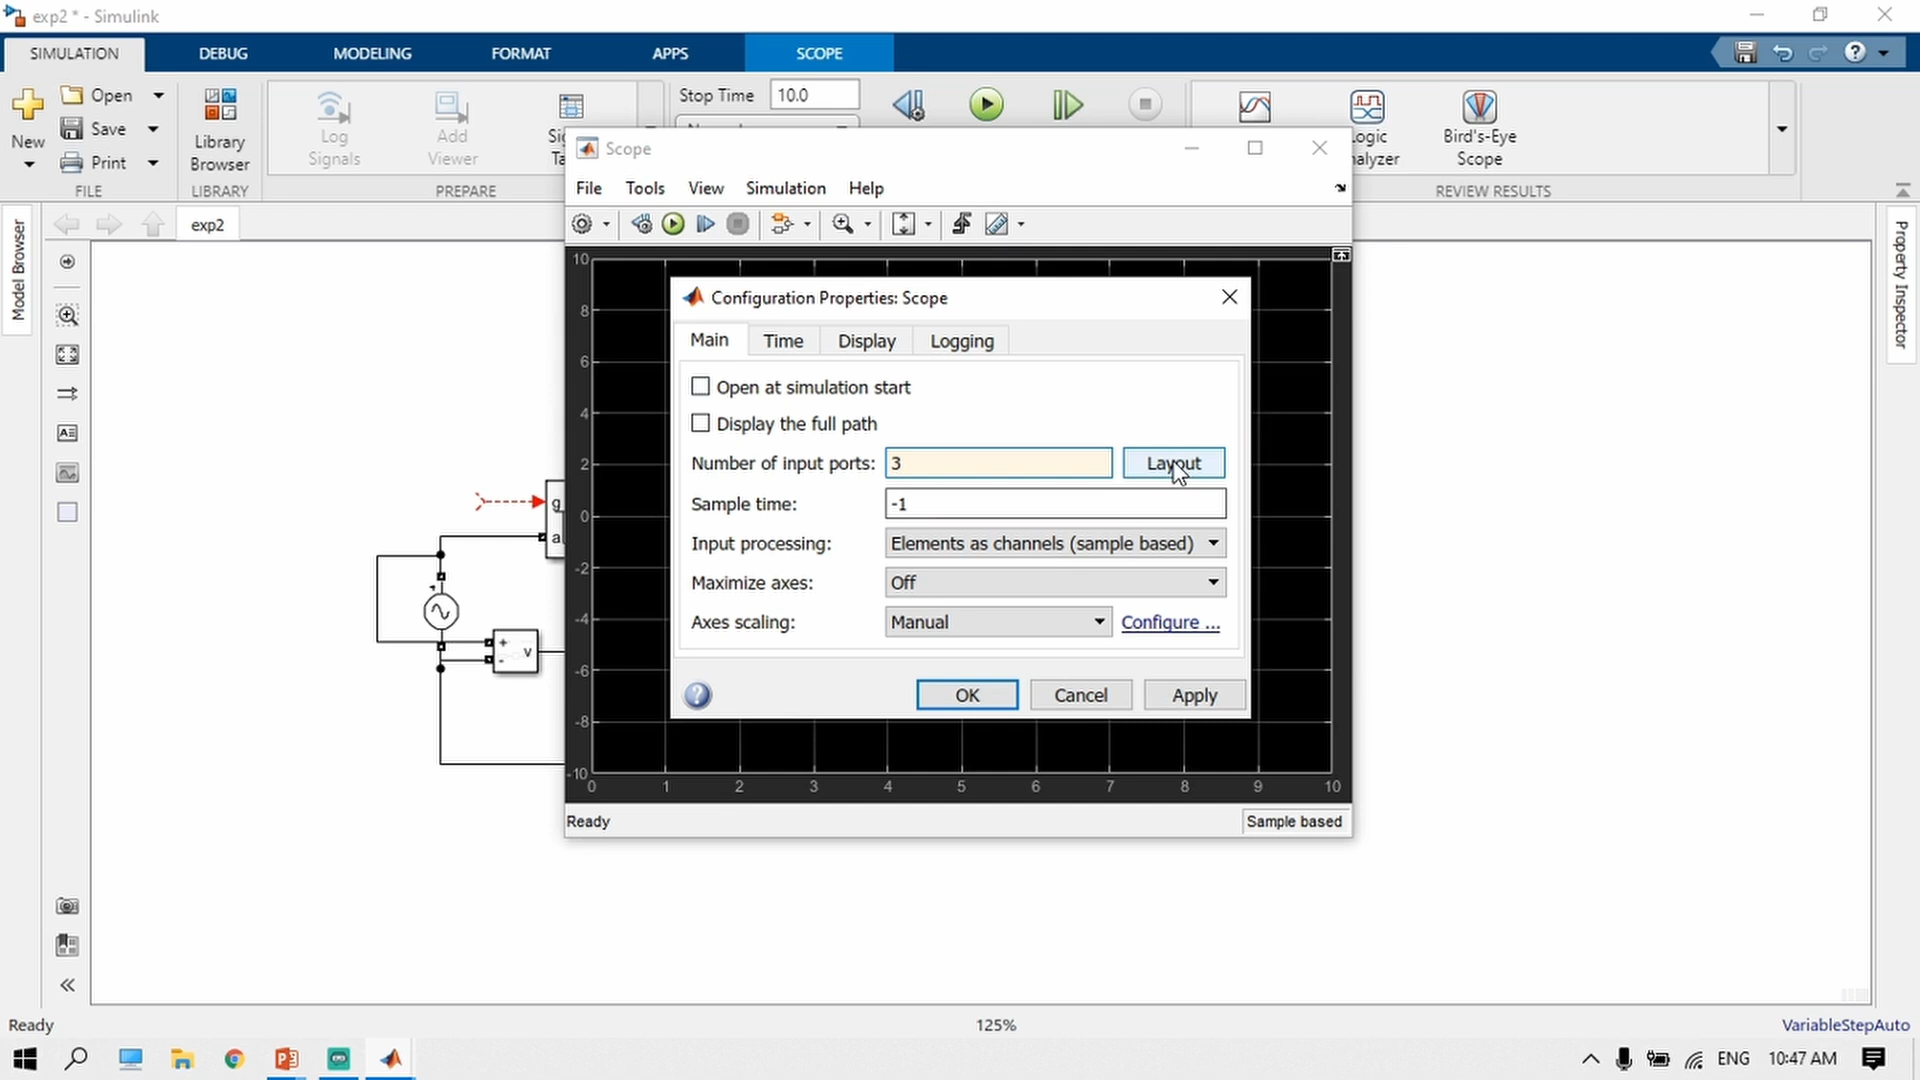 exp2 * - Simulink
SIMULATION DEBUG MODELING FORMAT APPS SCOPE
New
Open
Save
Print
FILE
Library Browser
LIBRARY
Log Signals
Add Viewer
PREPARE
Stop Time 10.0
Bird's-Eye Scope
REVIEW RESULTS
Model Browser
exp2
Property Inspector
Scope
File Tools View Simulation Help
10
8
6
4
2
0
-2
-4
-6
-8
-10
0 1 2 3 4 5 6 7 8 9 10
Configuration Properties: Scope
Main Time Display Logging
Open at simulation start
Display the full path
Number of input ports: 3 Layout
Sample time: -1
Input processing: Elements as channels (sample based)
Maximize axes: Off
Axes scaling: Manual Configure ...
OK Cancel Apply
Ready Sample based
g
a
+
-
v
Ready 125% VariableStepAuto
ENG 10:47 AM